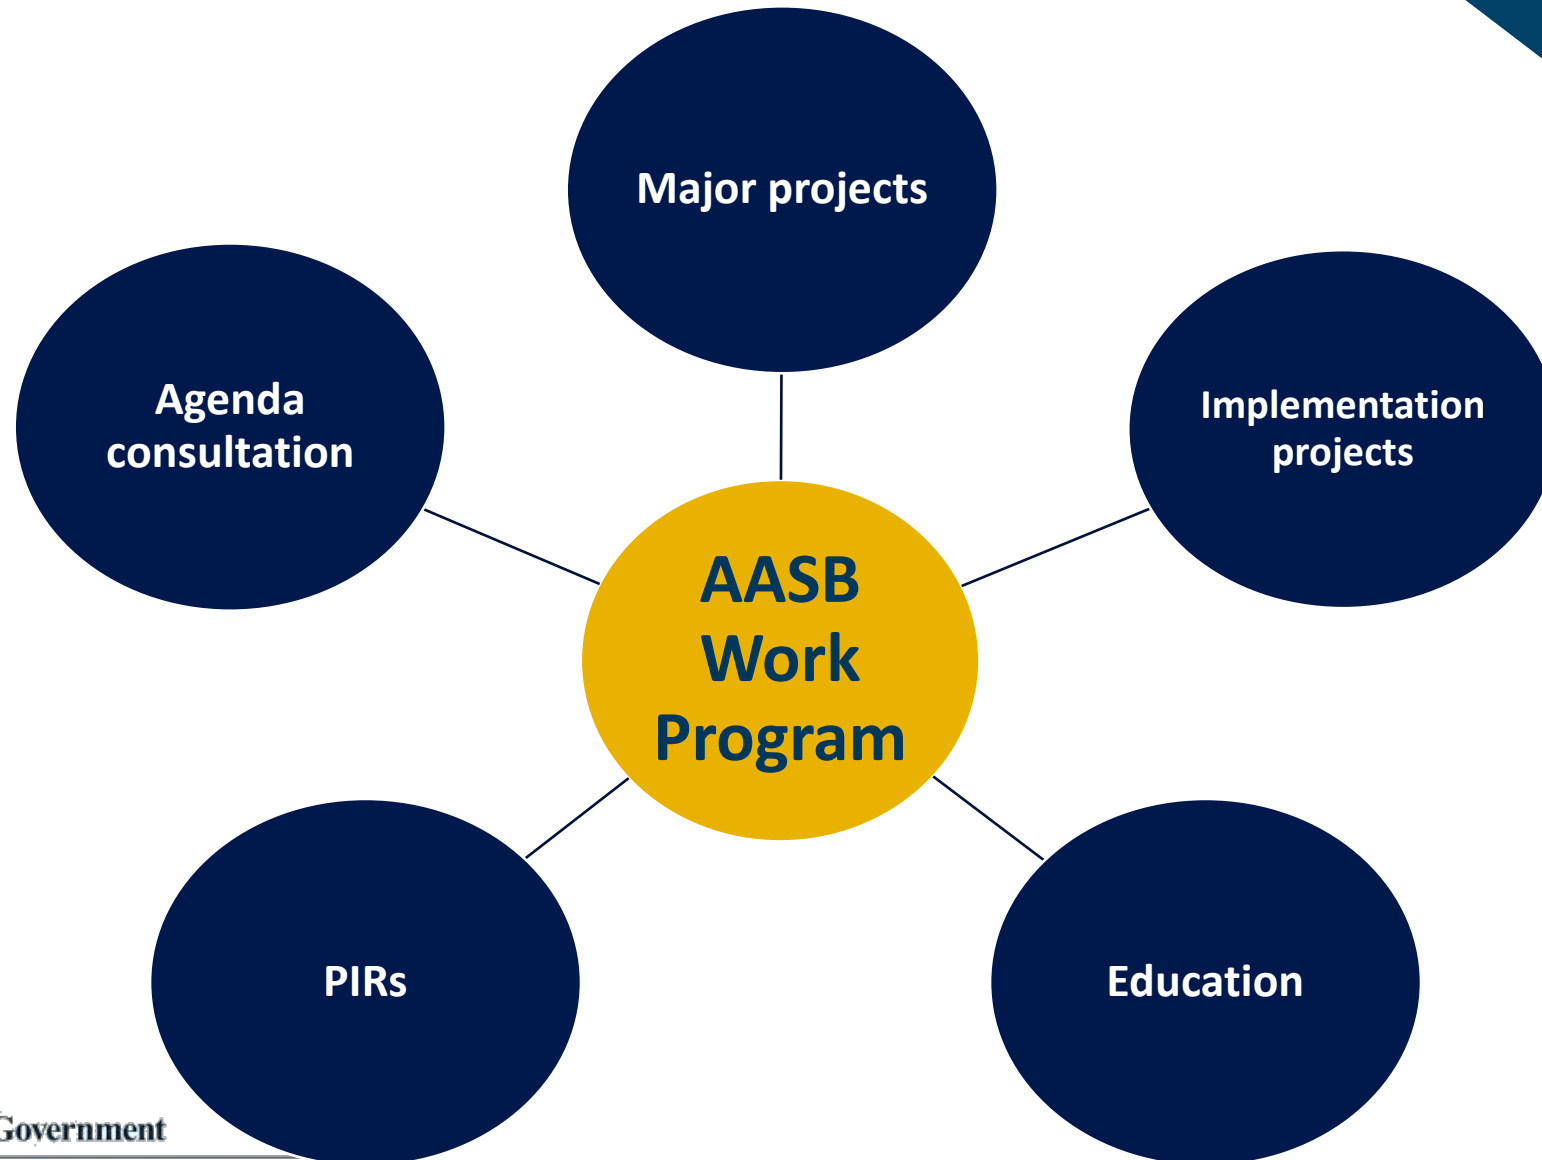 Major projects
Agenda
consultation
Implementation
projects
AASB
Work
Program
PIRs
Education
Government